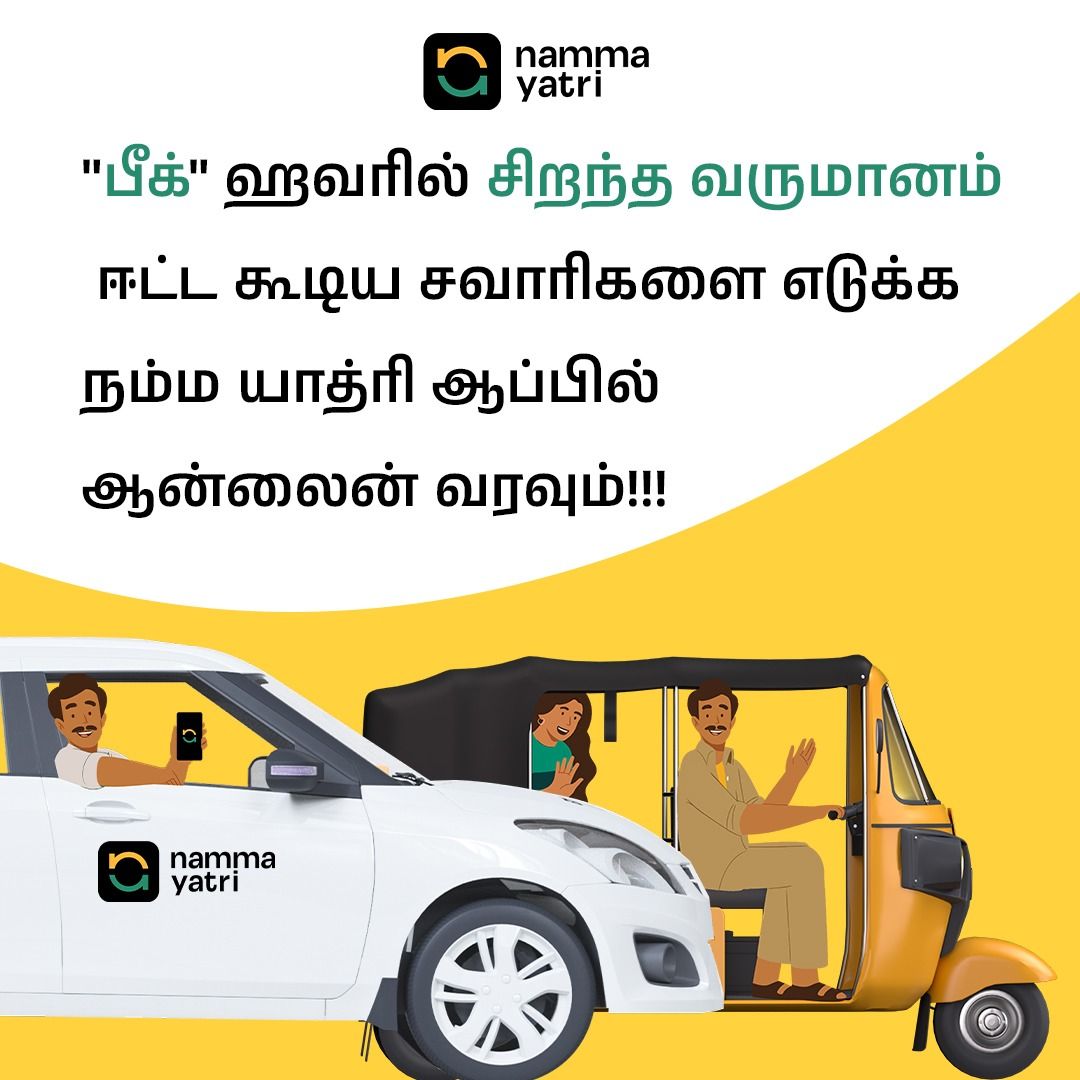 namma
yatri
"பீக்" ஹவரில் சிறந்த வருமானம்
ஈட்ட கூடிய சவாரிகளை எடுக்க
நம்ம யாத்ரி ஆப்பில்
ஆன்லைன் வரவும்!!!
namma
yatri